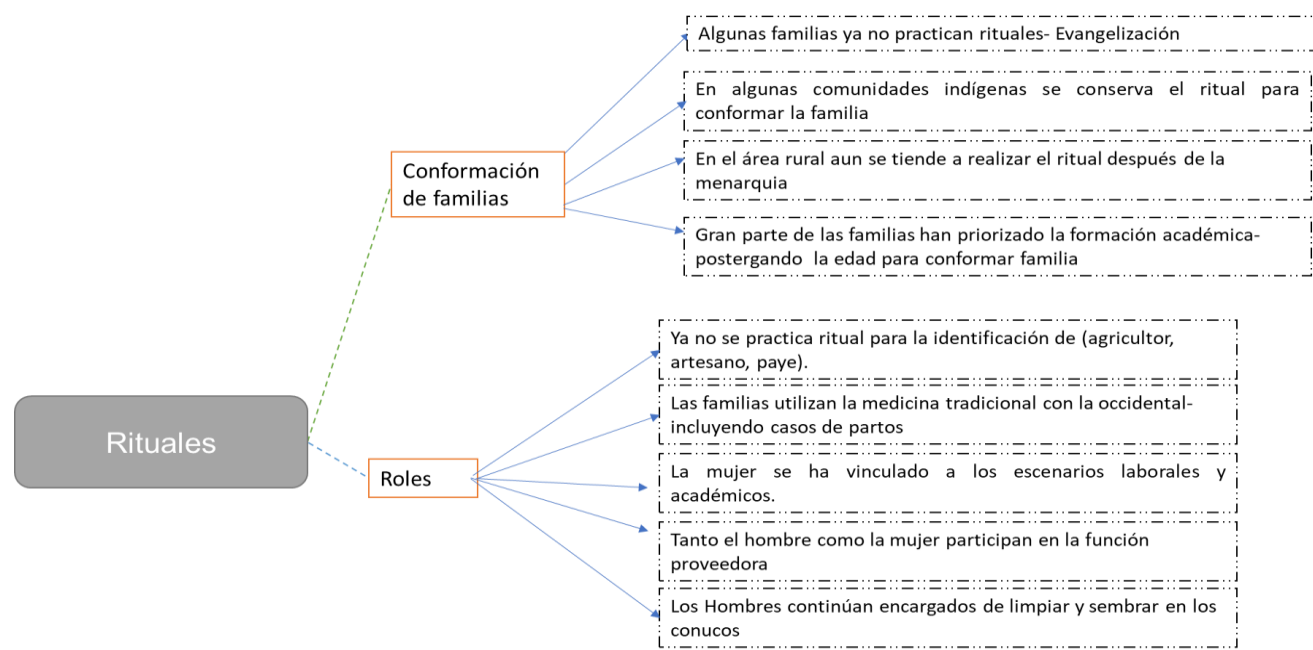 Algunas familias ya no practican rituales- Evangelización
En algunas comunidades indígenas se conserva el ritual para
conformar la familia
Conformación
de familias
En el área rural aun se tiende a realizar el ritual después de la
menarquia
Gran parte de las familias han priorizado la formación académica-
postergando la edad para conformar familia
Rituales
Roles
Ya no se practica ritual para la identificación de (agricultor,
artesano, paye).
Las familias utilizan la medicina tradicional con la occidental-
incluyendo casos de partos
La mujer se ha vinculado a los escenarios laborales y
académicos.
Tanto el hombre como la mujer participan en la función
proveedora
Los Hombres continúan encargados de limpiar y sembrar en los
conucos